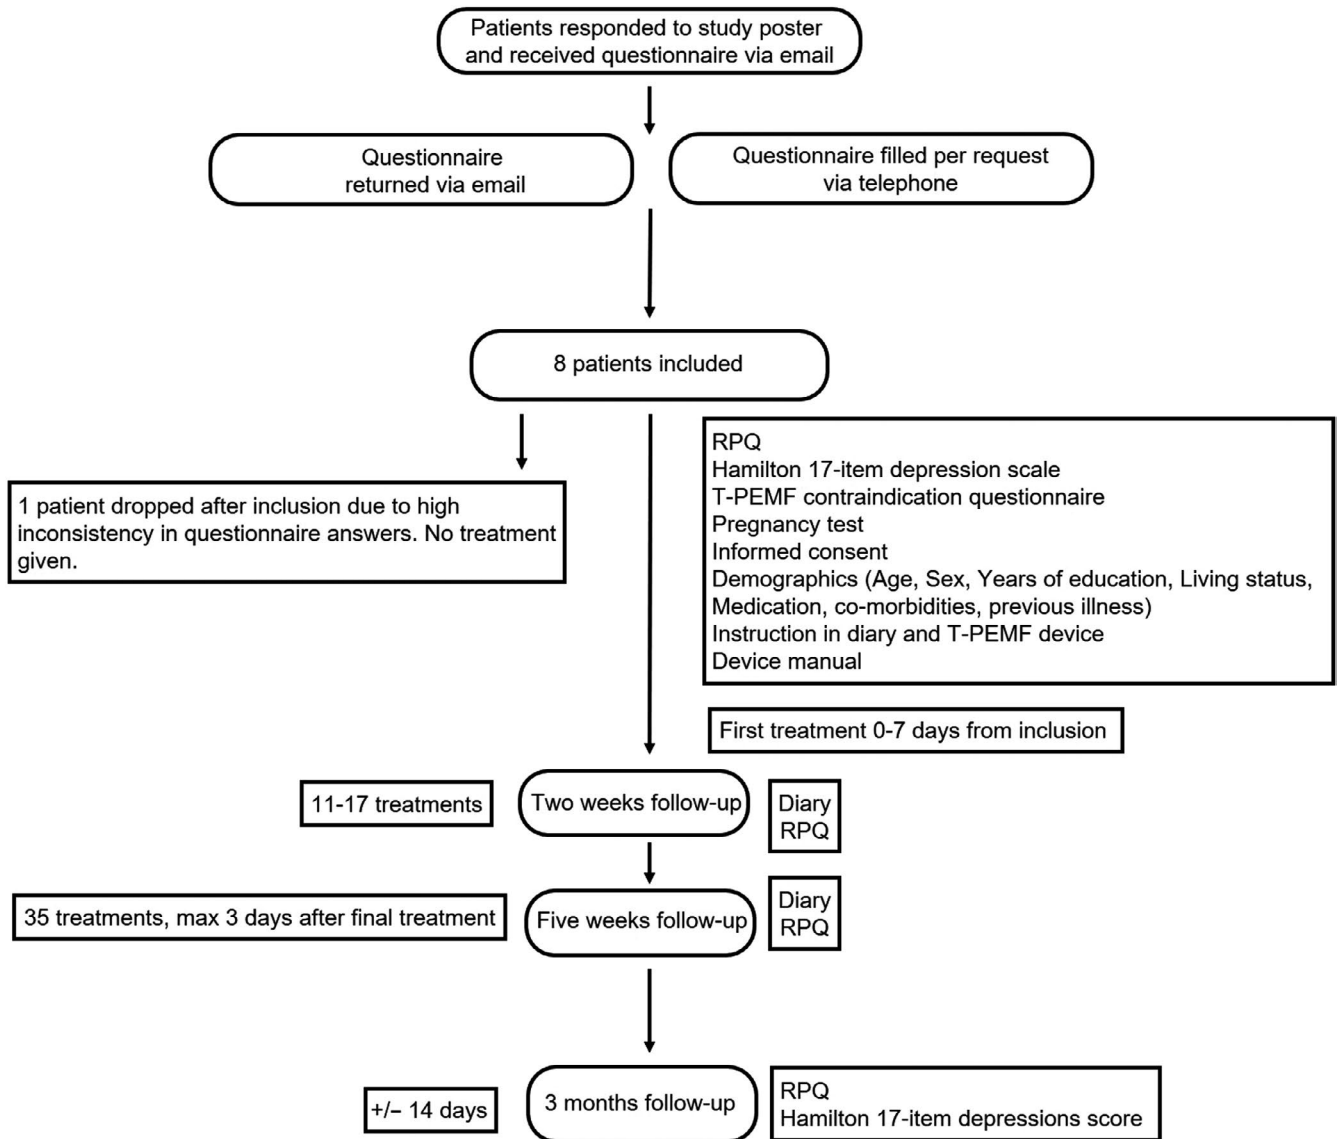 Patients responded to study poster
and received questionnaire via email
Questionnaire
returned via email
Questionnaire filled per request
via telephone
8 patients included
1 patient dropped after inclusion due to high
inconsistency in questionnaire answers. No treatment
given.
RPQ
Hamilton 17-item depression scale
T-PEMF contraindication questionnaire
Pregnancy test
Informed consent
Demographics (Age, Sex, Years of education, Living status,
Medication, co-morbidities, previous illness)
Instruction in diary and T-PEMF device
Device manual
First treatment 0-7 days from inclusion
11-17 treatments
Two weeks follow-up
Diary
RPQ
35 treatments, max 3 days after final treatment
Five weeks follow-up
Diary
RPQ
+/– 14 days
3 months follow-up
RPQ
Hamilton 17-item depressions score